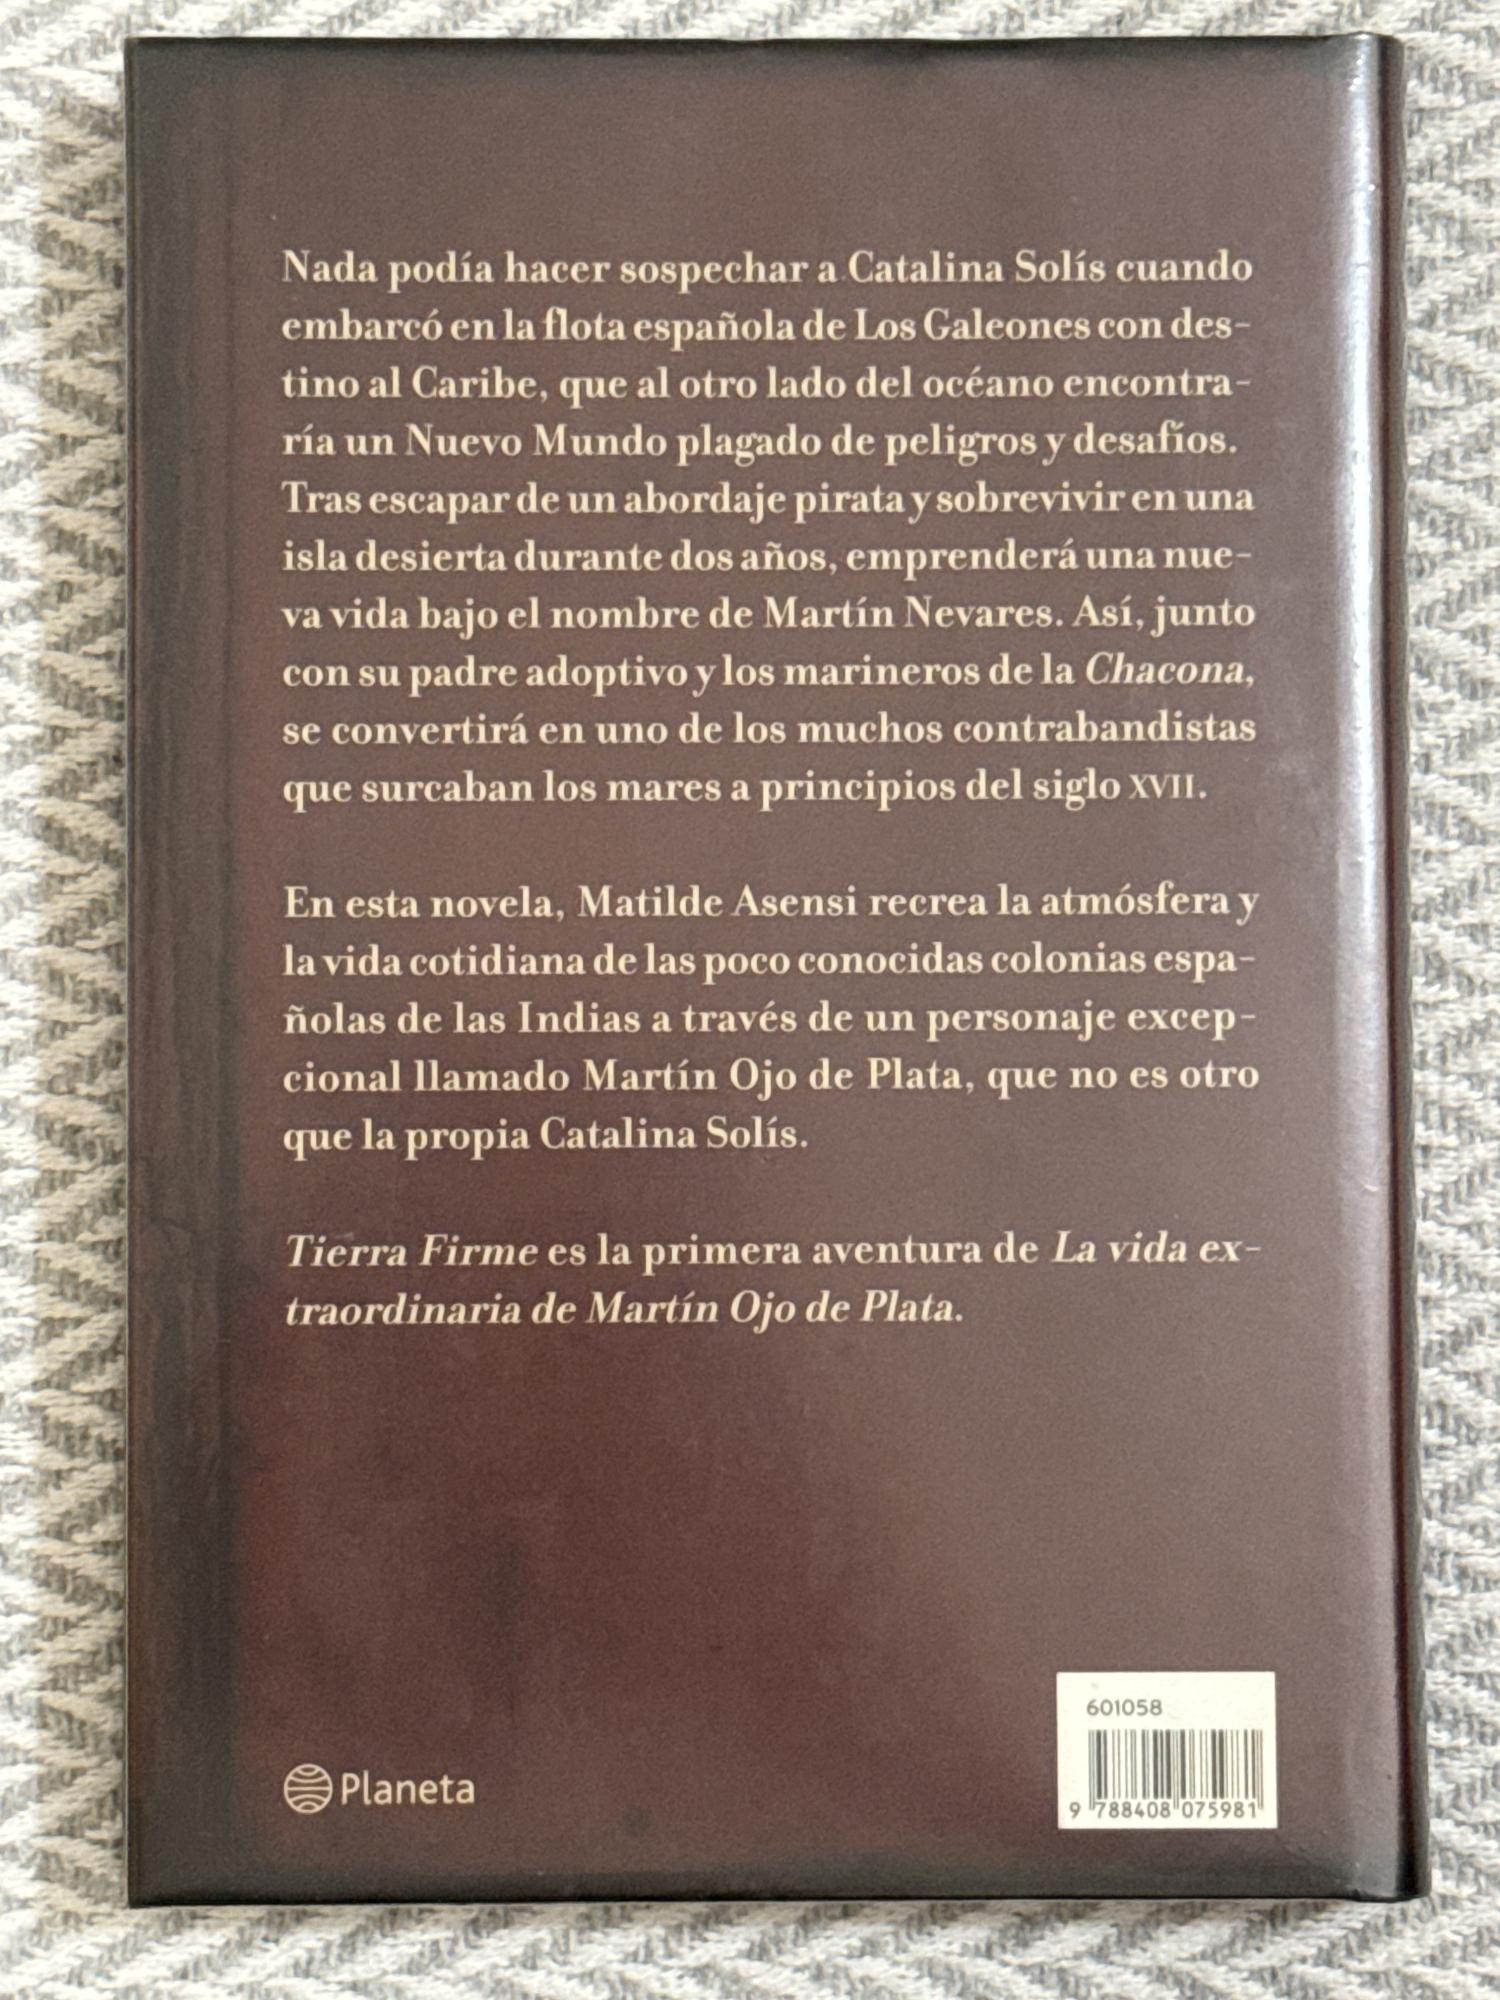 Nada podía hacer sospechar a Catalina Solís cuando
embarcó en la flota española de Los Galeones con des-
tino al Caribe, que al otro lado del océano encontra-
ría un Nuevo Mundo plagado de peligros y desafíos.
Tras escapar de un abordaje pirata y sobrevivir en una
isla desierta durante dos años, emprenderá una nue-
va vida bajo el nombre de Martín Nevares. Así, junto
con su padre adoptivo y los marineros de la Chacona,
se convertirá en uno de los muchos contrabandistas
que surcaban los mares a principios del siglo XVII.
En esta novela, Matilde Asensi recrea la atmósfera y
la vida cotidiana de las poco conocidas colonias espa-
ñolas de las Indias a través de un personaje excep-
cional llamado Martín Ojo de Plata, que no es otro
que la propia Catalina Solís.
Tierra Firme es la primera aventura de La vida ex-
traordinaria de Martín Ojo de Plata.
Planeta
601058
9 788408 075981